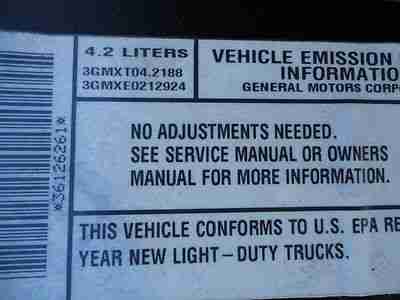 4.2 LITERS
3GMXT04.2188
3GMXE0212924
VEHICLE EMISSION
INFORMATIO
GENERAL MOTORS CORP
*36126261*
NO ADJUSTMENTS NEEDED.
SEE SERVICE MANUAL OR OWNERS
MANUAL FOR MORE INFORMATION.
THIS VEHICLE CONFORMS TO U.S. EPA RE
YEAR NEW LIGHT-DUTY TRUCKS.